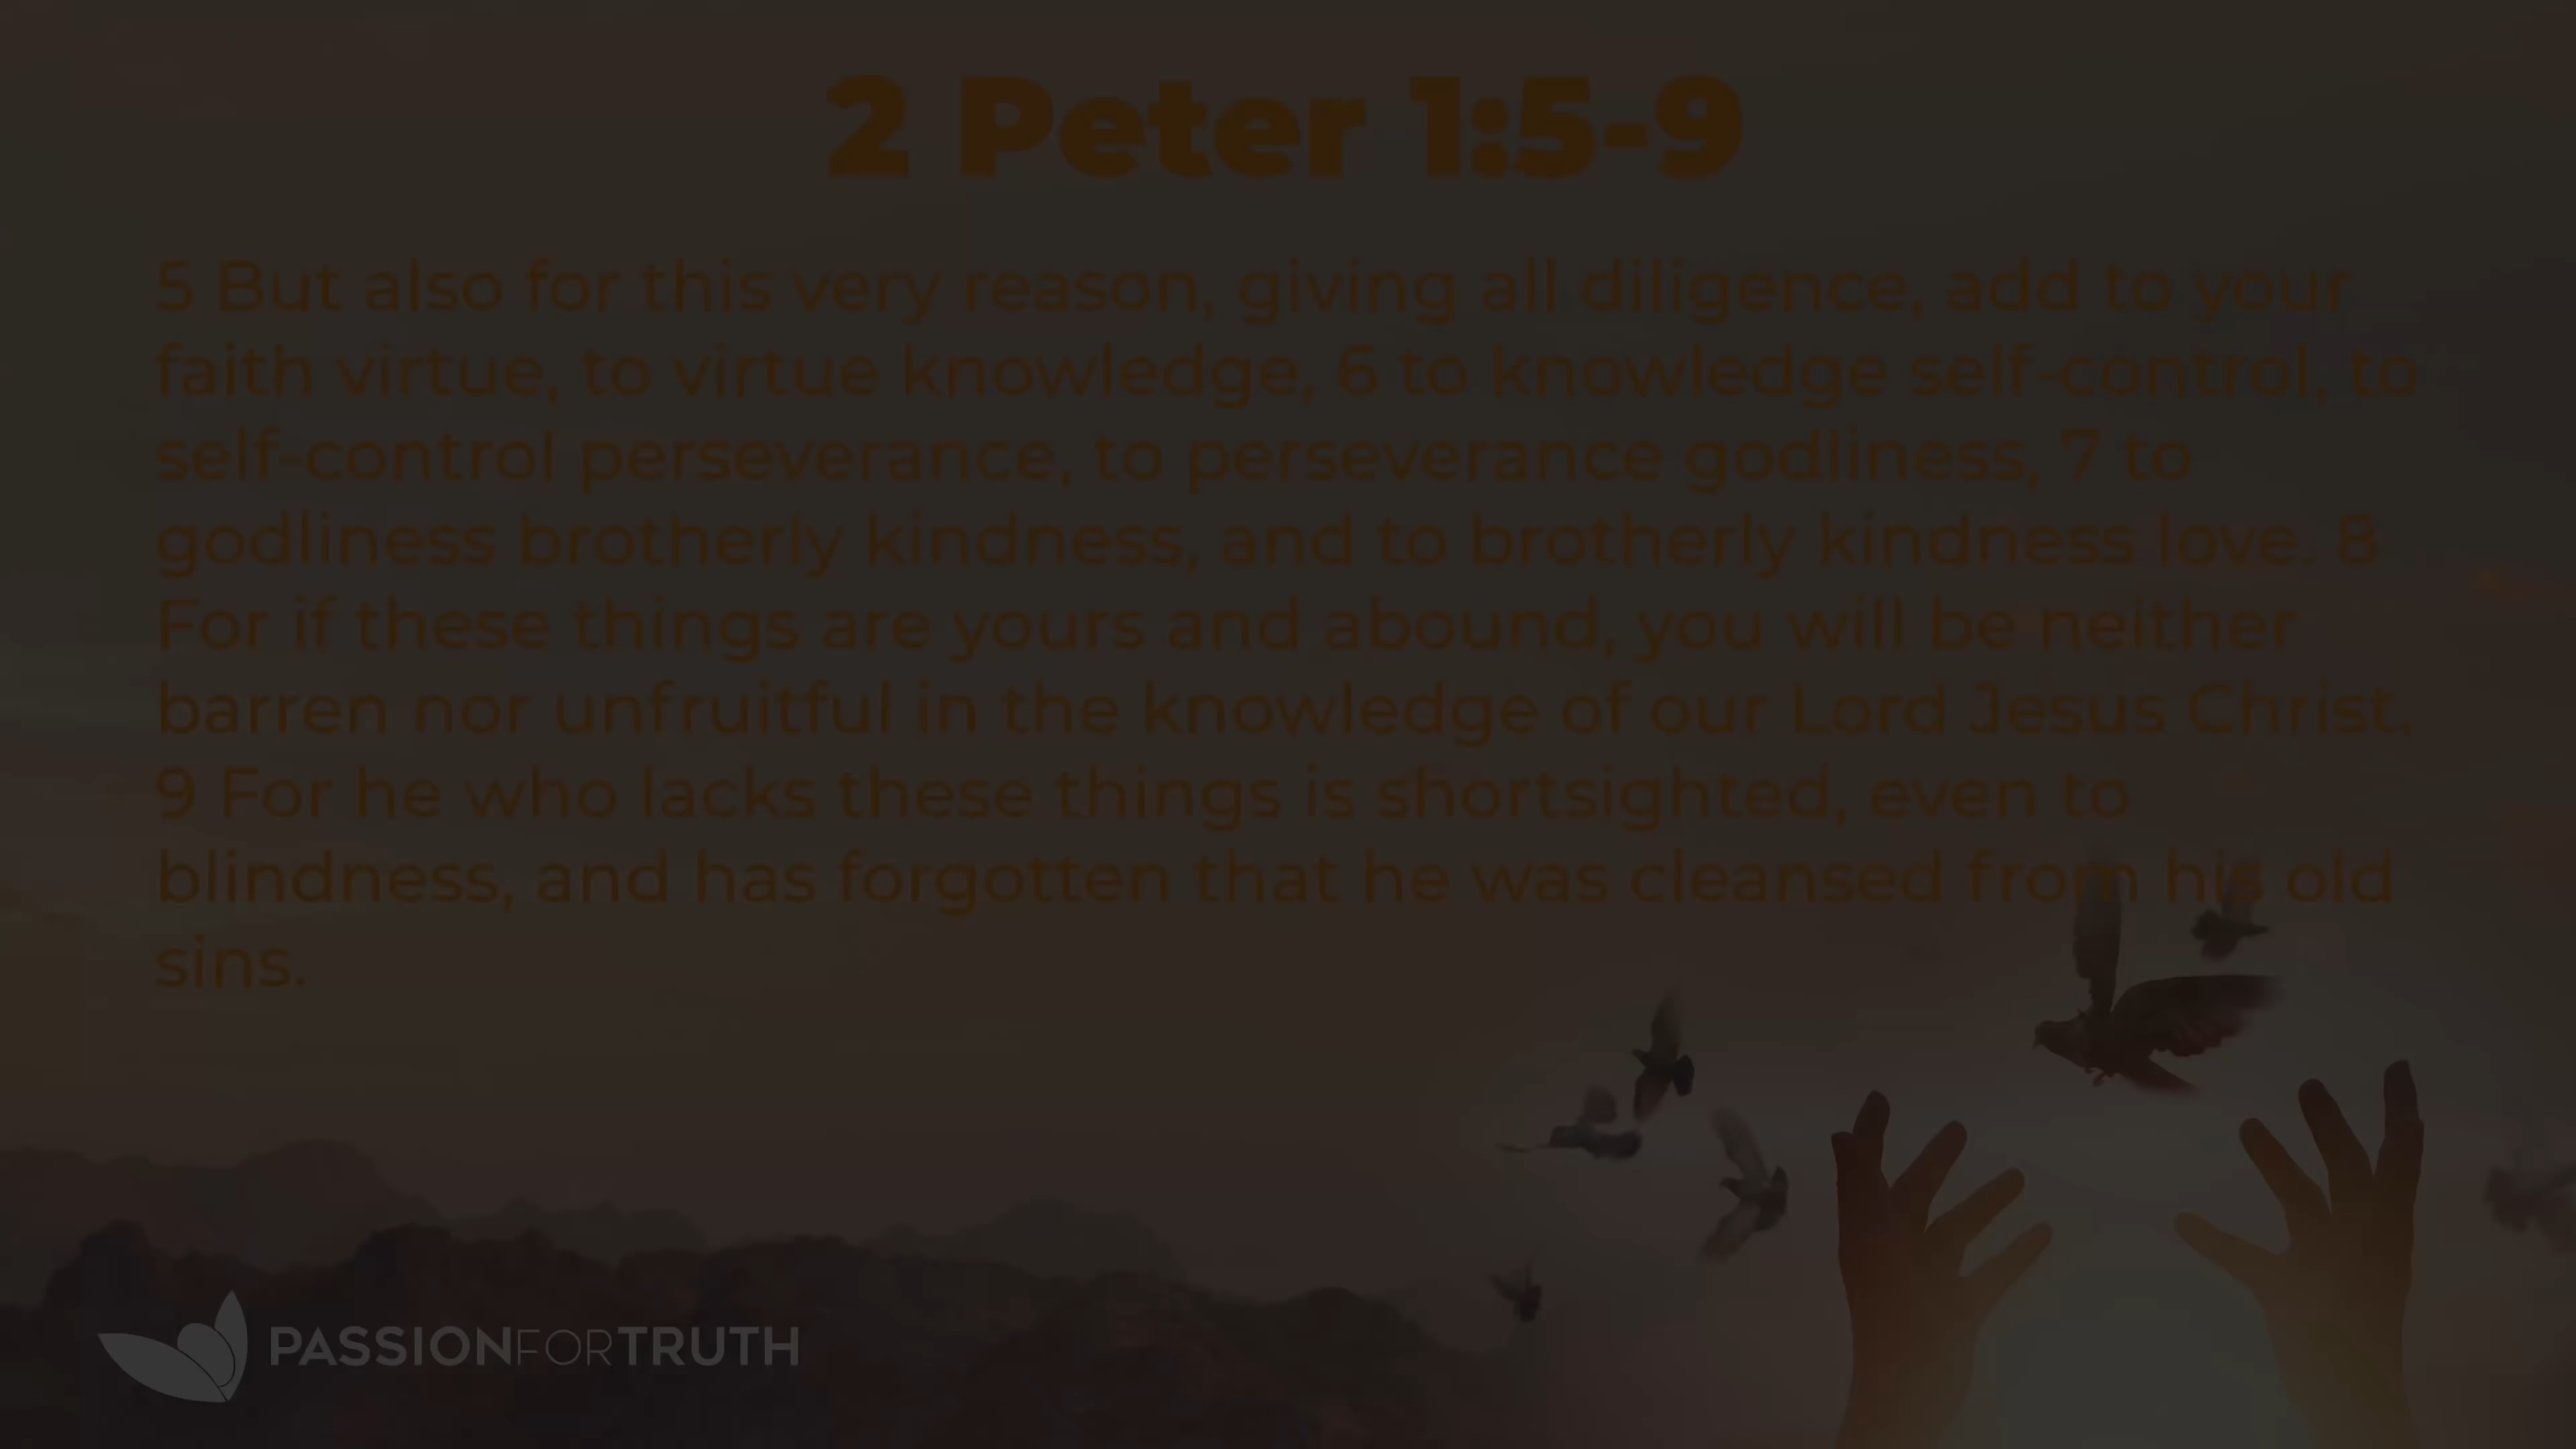 2 Peter 1:5-9
5 But also for this very reason, giving all diligence, add to your
faith virtue, to virtue knowledge, 6 to knowledge self-control, to
self-control perseverance, to perseverance godliness, 7 to
godliness brotherly kindness, and to brotherly kindness love. 8
For if these things are yours and abound, you will be neither
barren nor unfruitful in the knowledge of our Lord Jesus Christ.
9 For he who lacks these things is shortsighted, even to
blindness, and has forgotten that he was cleansed from his old
sins.
PASSIONFORTRUTH